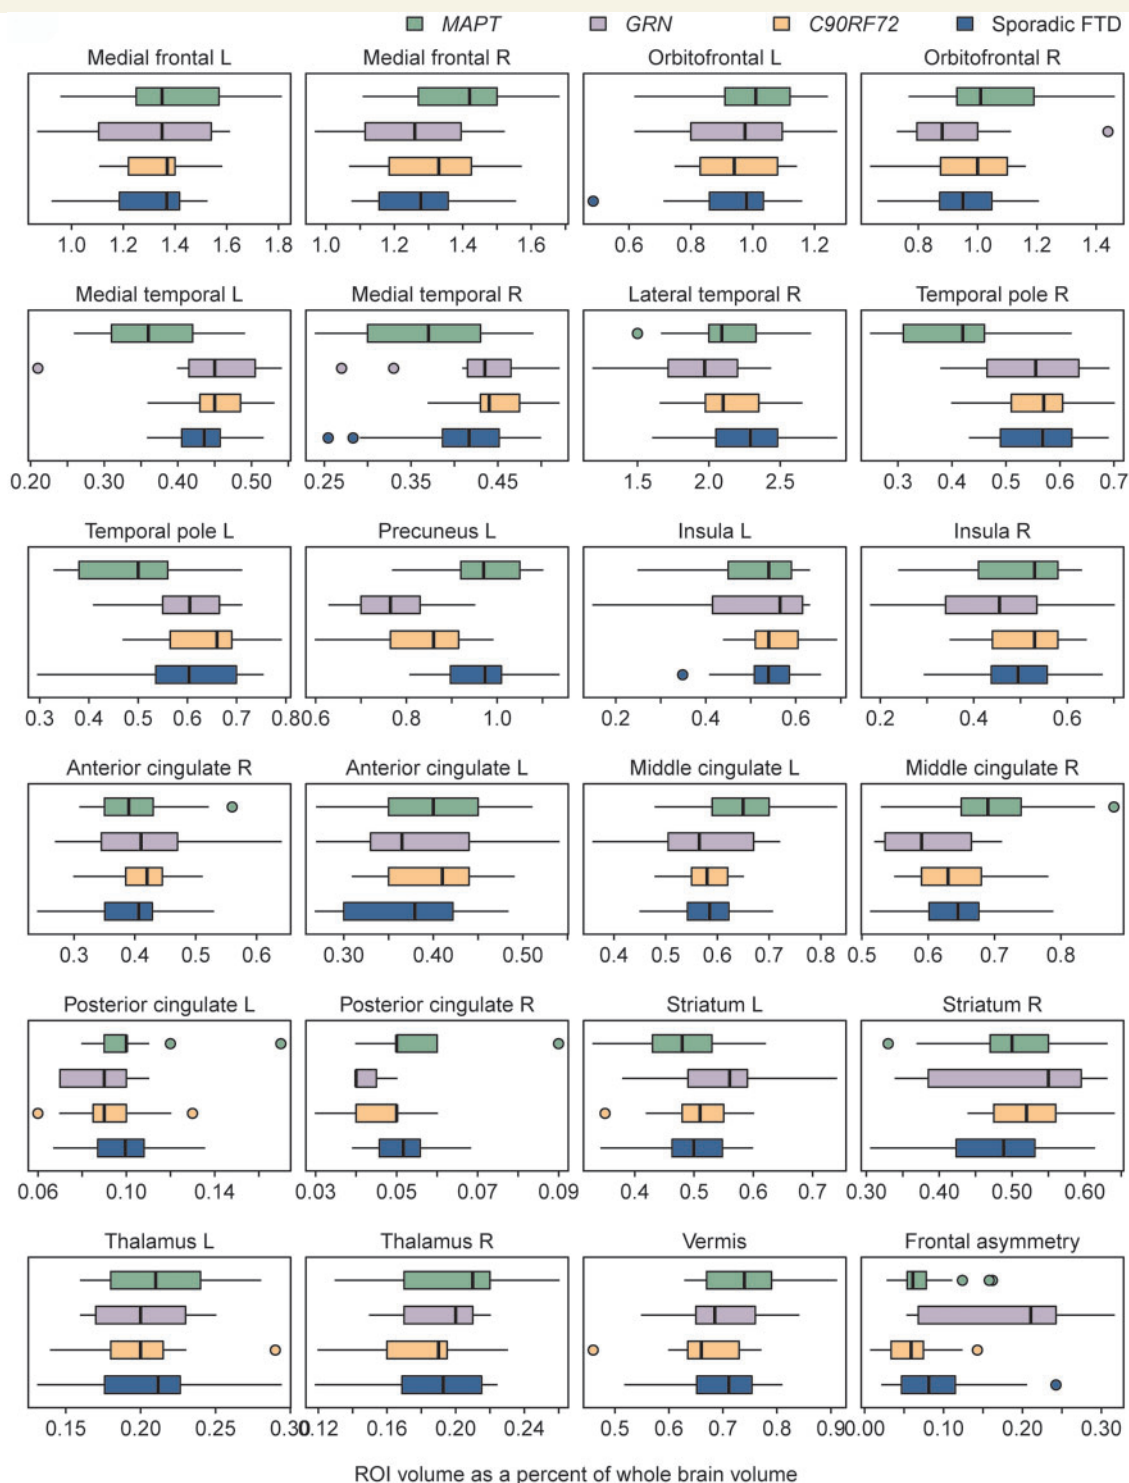 MAPT GRN C90RF72 Sporadic FTD
Medial frontal L Medial frontal R Orbitofrontal L Orbitofrontal R
1.0 1.2 1.4 1.6 1.8 1.0 1.2 1.4 1.6 0.6 0.8 1.0 1.2 0.8 1.0 1.2 1.4
Medial temporal L Medial temporal R Lateral temporal R Temporal pole R
0.20 0.30 0.40 0.50 0.25 0.35 0.45 1.5 2.0 2.5 0.3 0.4 0.5 0.6 0.7
Temporal pole L Precuneus L Insula L Insula R
0.3 0.4 0.5 0.6 0.7 0.8 0.6 0.8 1.0 0.2 0.4 0.6 0.2 0.4 0.6
Anterior cingulate R Anterior cingulate L Middle cingulate L Middle cingulate R
0.3 0.4 0.5 0.6 0.30 0.40 0.50 0.4 0.5 0.6 0.7 0.8 0.5 0.6 0.7 0.8
Posterior cingulate L Posterior cingulate R Striatum L Striatum R
0.06 0.10 0.14 0.03 0.05 0.07 0.09 0.4 0.5 0.6 0.7 0.30 0.40 0.50 0.60
Thalamus L Thalamus R Vermis Frontal asymmetry
0.15 0.20 0.25 0.30 0.12 0.16 0.20 0.24 0.5 0.6 0.7 0.8 0.9 0.00 0.10 0.20 0.30
ROI volume as a percent of whole brain volume